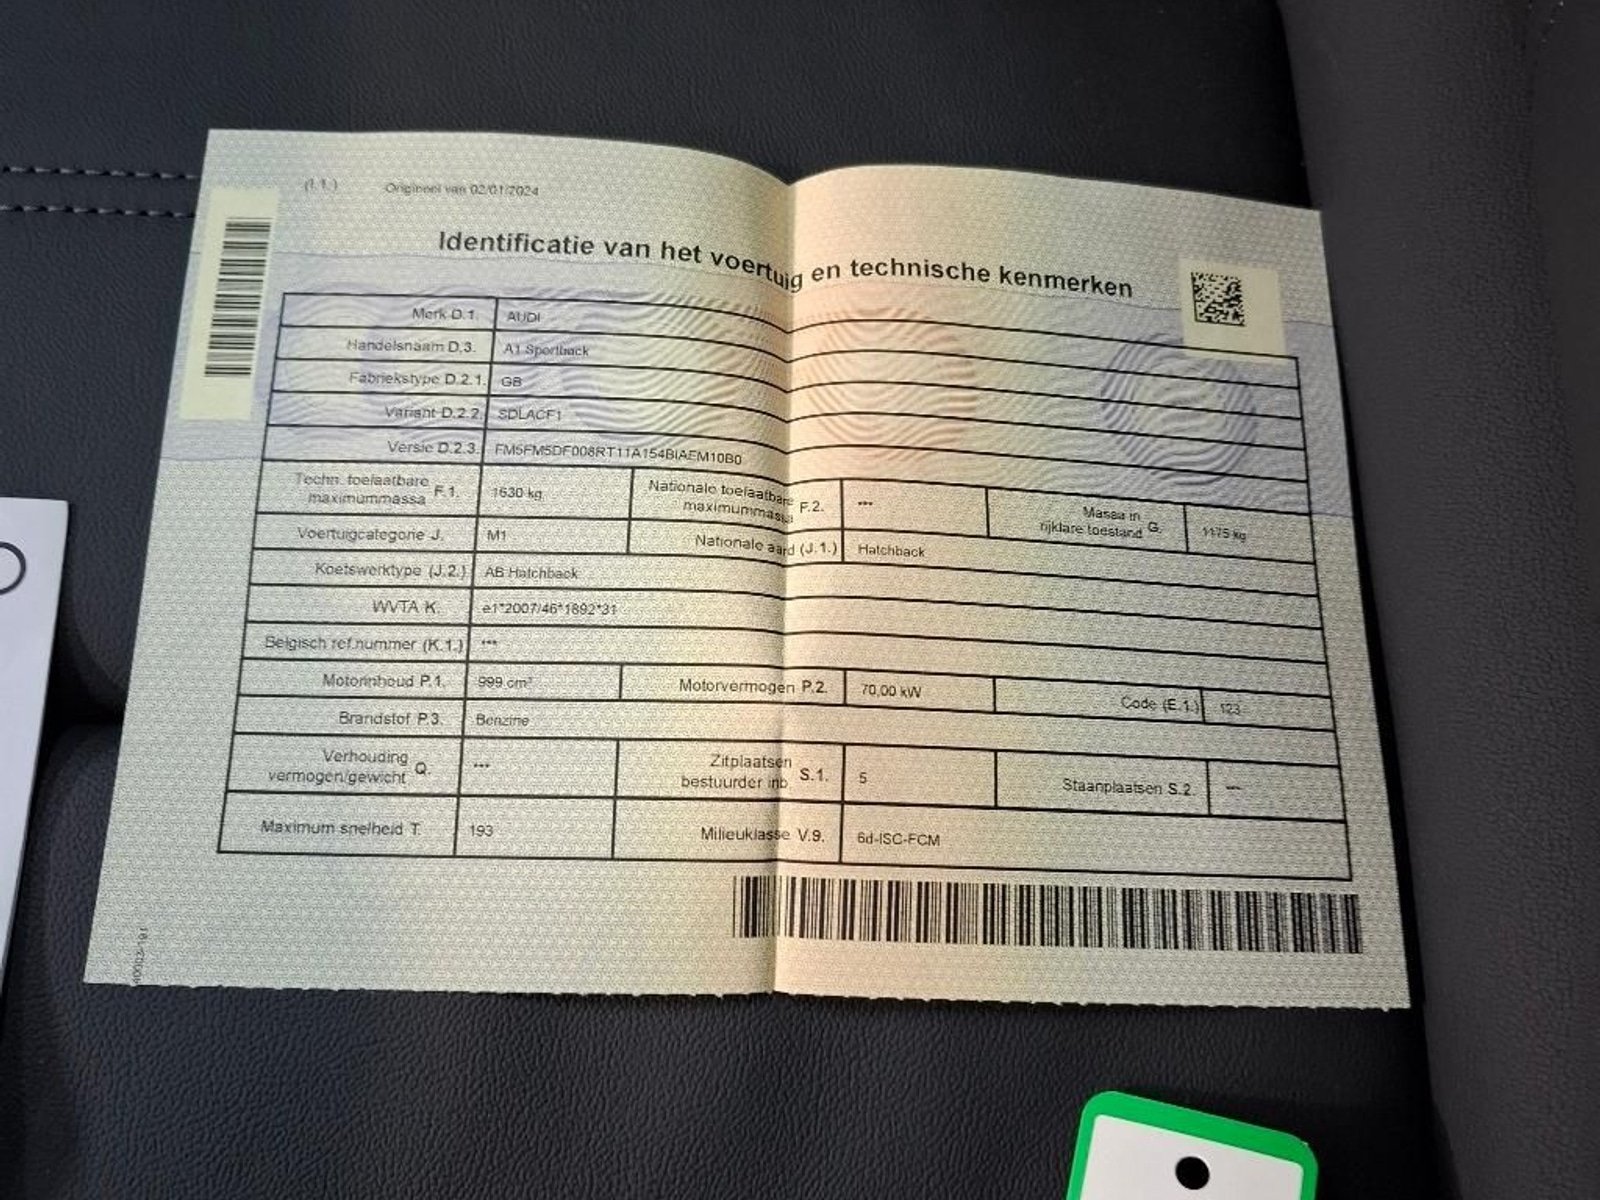 (I.1.) Origineel van 02/01/2024
Identificatie van het voertuig en technische kenmerken
Merk D.1. AUDI
Handelsnaam D.3. A1 Sportback
Fabriekstype D.2.1. GB
Variant D.2.2. SDLACF1
Versie D.2.3. FM5FM5DF008RT11A154BIAEM10B0
Techn. toelaatbare maximummassa F.1. 1630 kg Nationale toelaatbare maximummassa F.2. *** Massa in rijklare toestand G. 1175 kg
Voertuigcategorie J. M1 Nationale aard (J.1.) Hatchback
Koetswerktype (J.2.) AB Hatchback
WVTA K. e1*2007/46*1892*31
Belgisch ref.nummer (K.1.) ***
Motorinhoud P.1. 999 cm³ Motorvermogen P.2. 70,00 kW Code (E.1.) 123
Brandstof P.3. Benzine
Verhouding vermogen/gewicht Q. *** Zitplaatsen bestuurder inb. S.1. 5 Staanplaatsen S.2. ***
Maximum snelheid T. 193 Milieuklasse V.9. 6d-ISC-FCM